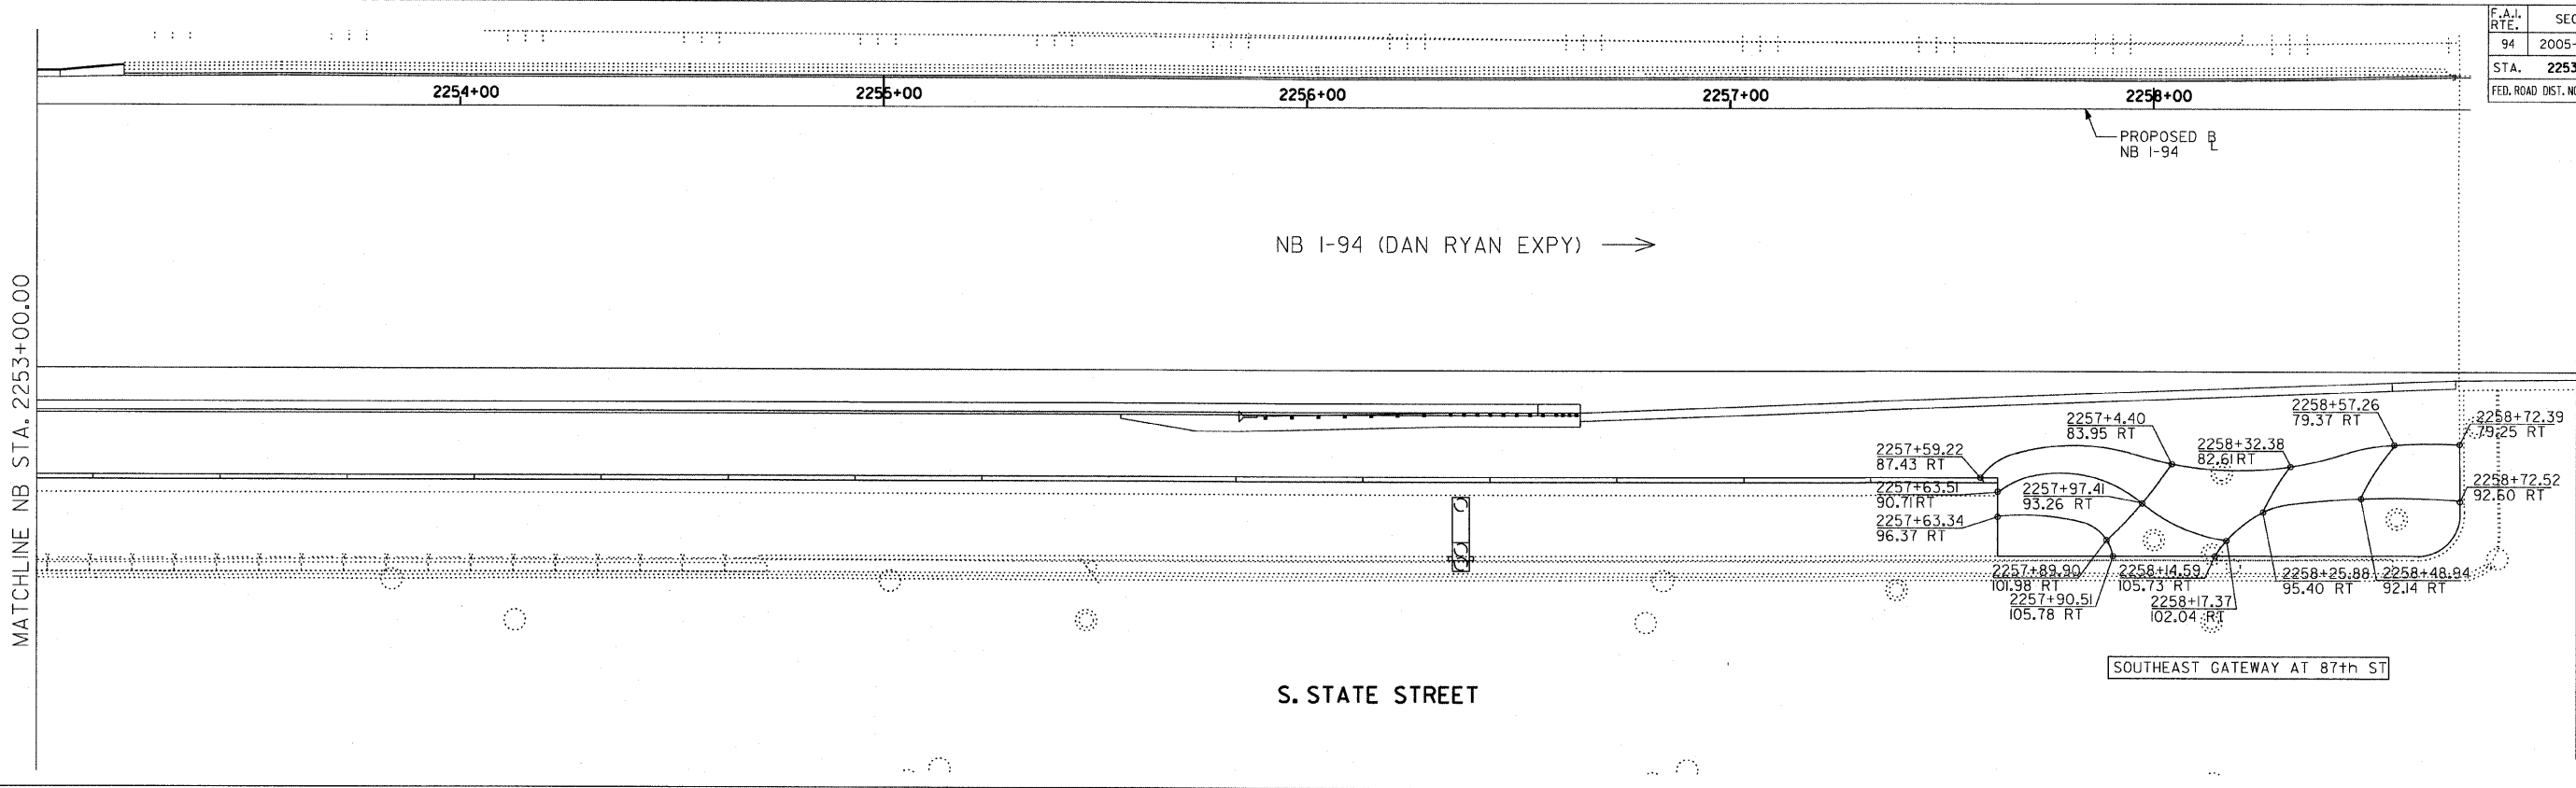 F.A.I. RTE. SEC
94 2005-
STA. 2253
FED. ROAD DIST. NO
2254+00 2255+00 2256+00 2257+00 2258+00
PROPOSED BL
NB I-94
NB I-94 (DAN RYAN EXPY)
MATCHLINE NB STA. 2253+00.00
2257+59.22
87.43 RT
2257+63.51
90.71 RT
2257+63.34
96.37 RT
2257+4.40
83.95 RT
2257+97.41
93.26 RT
2258+32.38
82.61 RT
2258+57.26
79.37 RT
2258+72.39
79.25 RT
2258+72.52
92.60 RT
2257+89.90
101.98 RT
2257+90.51
105.78 RT
2258+14.59
105.73 RT
2258+17.37
102.04 RT
2258+25.88
95.40 RT
2258+48.94
92.14 RT
SOUTHEAST GATEWAY AT 87th ST
S. STATE STREET